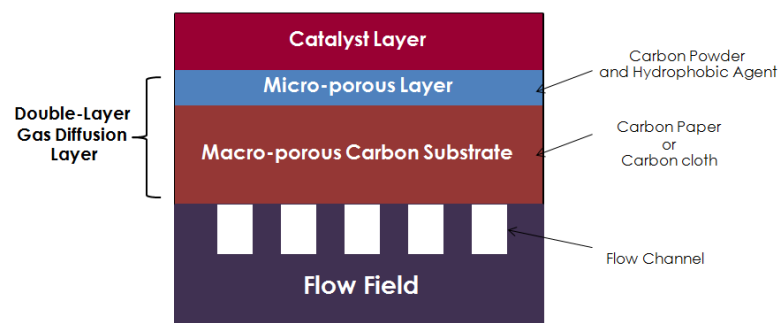 Catalyst Layer
Micro-porous Layer
Carbon Powder
and Hydrophobic Agent
Double-Layer
Gas Diffusion
Layer
Macro-porous Carbon Substrate
Carbon Paper
or
Carbon cloth
Flow Channel
Flow Field